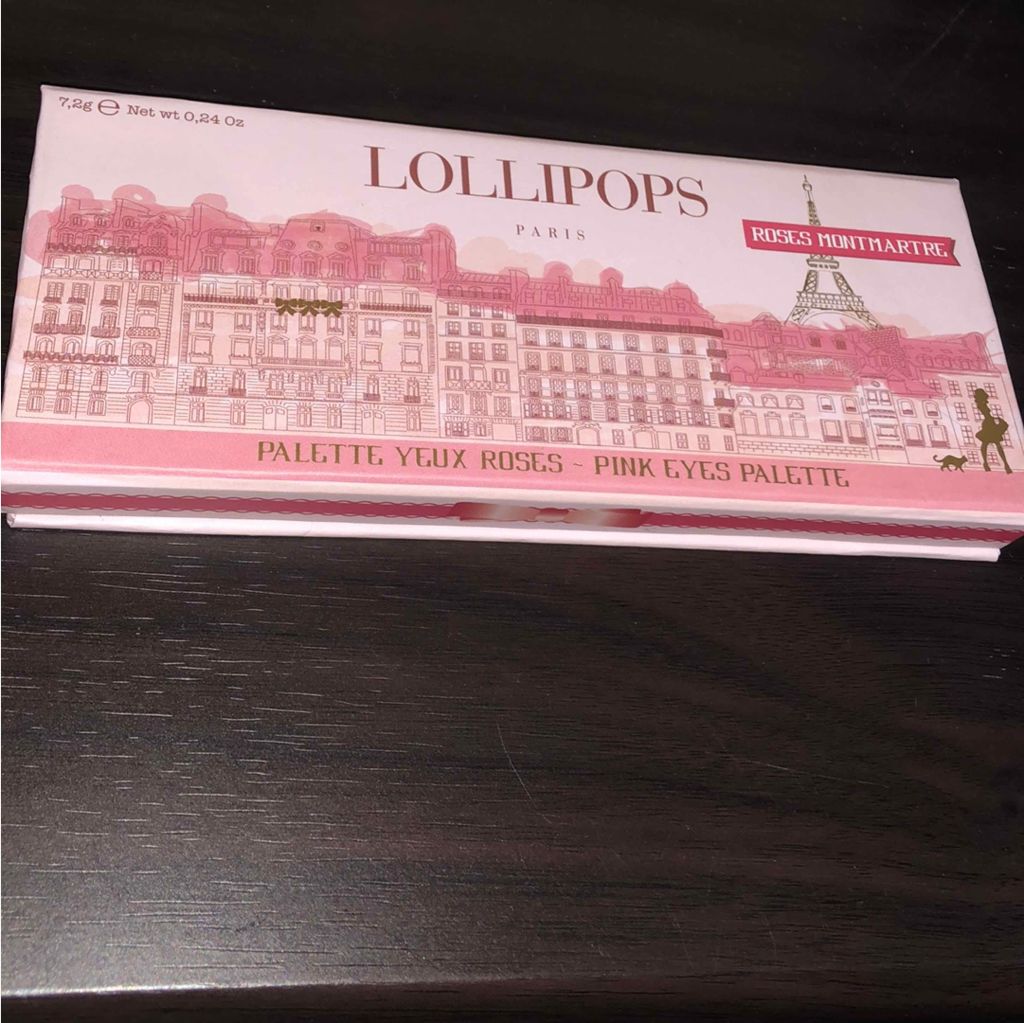 7,2g ℮ Net wt 0,24 Oz
LOLLIPOPS
PARIS
ROSES MONTMARTRE
PALETTE YEUX ROSES - PINK EYES PALETTE